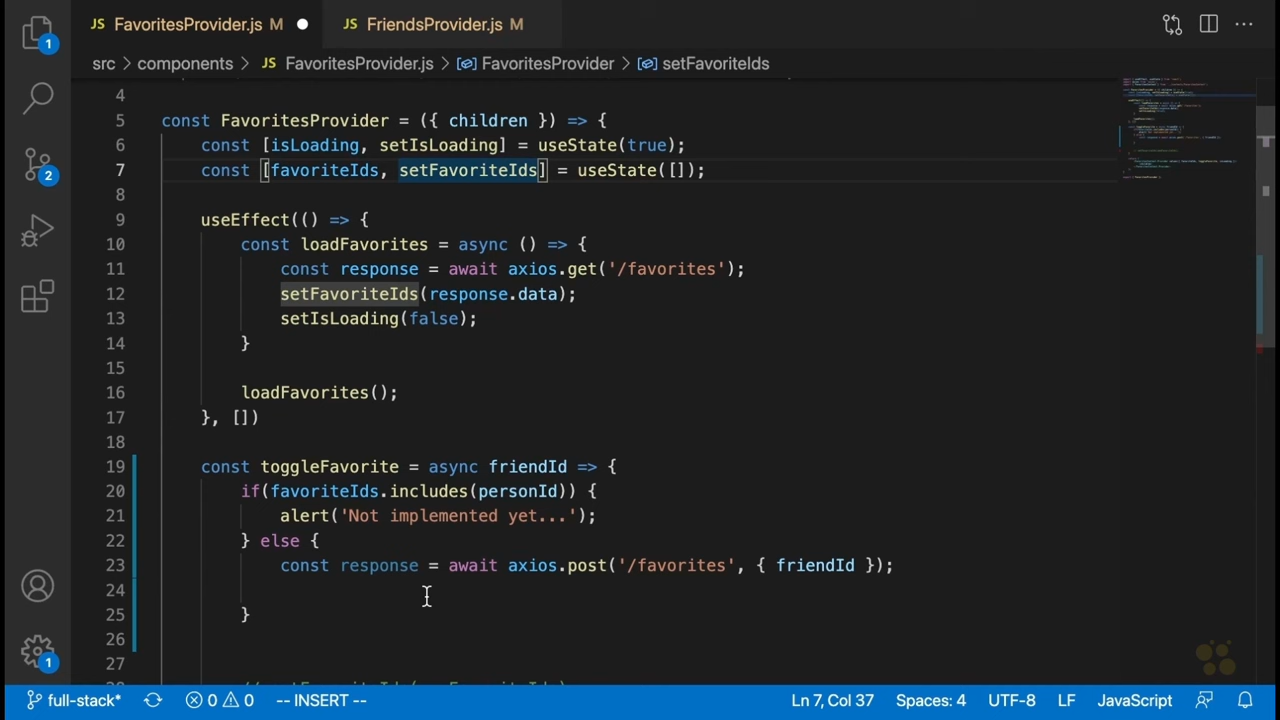 JS FavoritesProvider.js M
JS FriendsProvider.js M
1
src > components > JS FavoritesProvider.js > FavoritesProvider > setFavoriteIds
4
5 const FavoritesProvider = ({ children }) => {
6 const [isLoading, setIsLoading] = useState(true);
7 const [favoriteIds, setFavoriteIds] = useState([]);
8
9 useEffect(() => {
10 const loadFavorites = async () => {
11 const response = await axios.get('/favorites');
12 setFavoriteIds(response.data);
13 setIsLoading(false);
14 }
15
16 loadFavorites();
17 }, [])
18
19 const toggleFavorite = async friendId => {
20 if(favoriteIds.includes(personId)) {
21 alert('Not implemented yet...');
22 } else {
23 const response = await axios.post('/favorites', { friendId });
24
25 }
26
27
2
1
full-stack* 0 0 -- INSERT -- Ln 7, Col 37 Spaces: 4 UTF-8 LF JavaScript